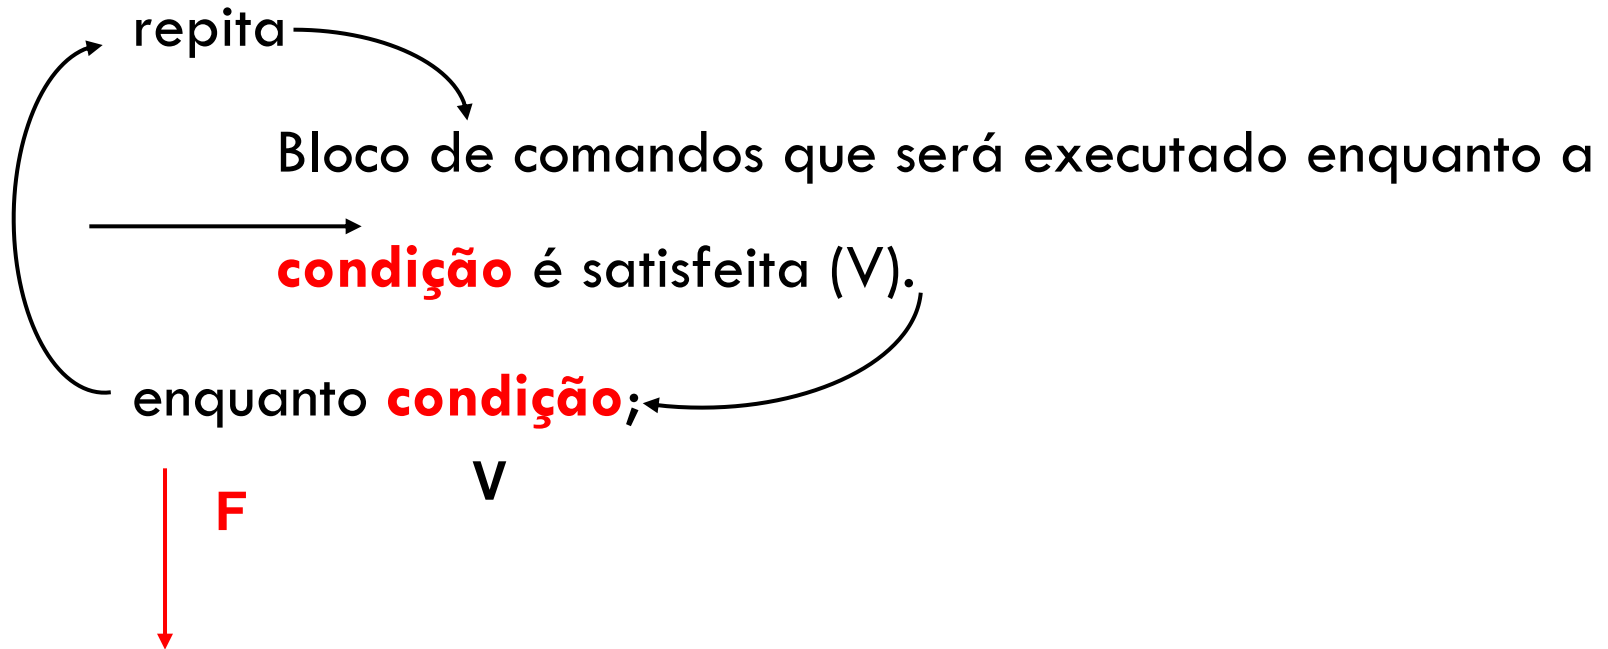 repita
Bloco de comandos que será executado enquanto a
condição é satisfeita (V).
enquanto condição;
V
F